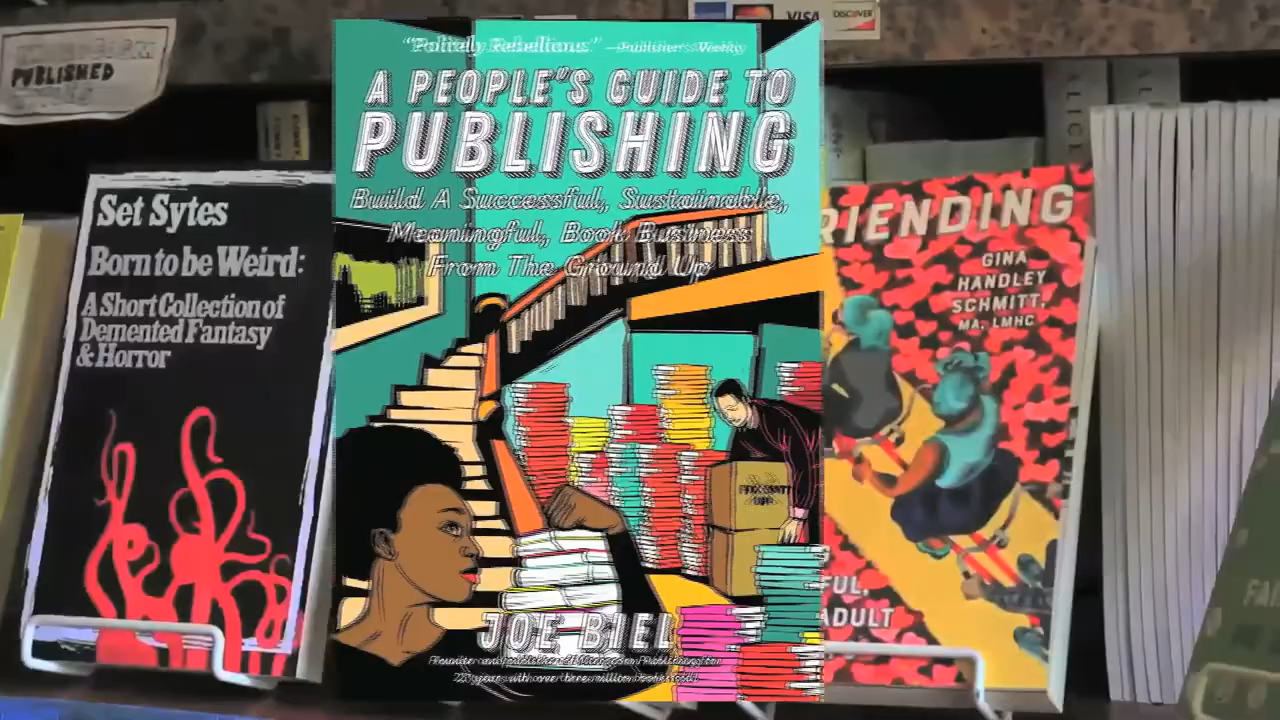 VISA
DISCOVER
PUBLISHED
"Politely Rebellious" —Publisher's Weekly
A PEOPLE"S GUIDE TO
PUBLISHING
Build A Successful, Sustainable,
Meaningful, Book Business
From The Ground Up
JOE BIEL
Set Sytes
Born to be Weird:
A Short Collection of
Demented Fantasy
& Horror
RIENDING
GINA
HANDLEY
SCHMITT,
MA, LMHC
FUL,
ADULT